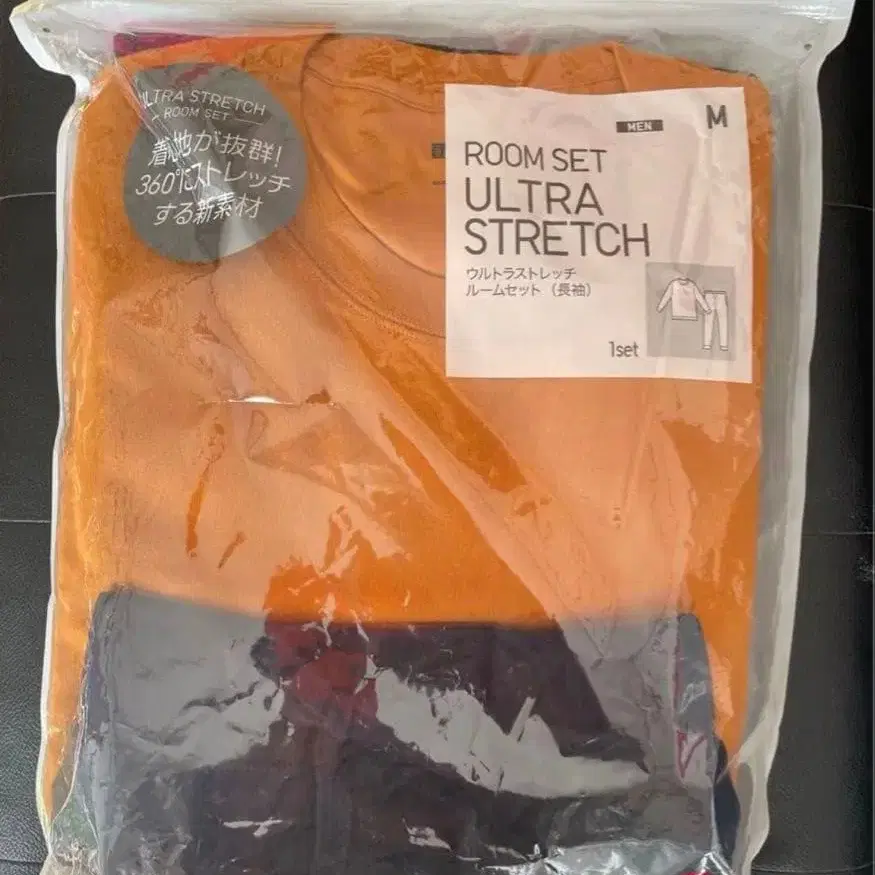 ULTRA STRETCH
ROOM SET
着心地が抜群!
360°にストレッチ
する新素材
MEN
M
ROOM SET
ULTRA
STRETCH
ウルトラストレッチ
ルームセット（長袖）
1set